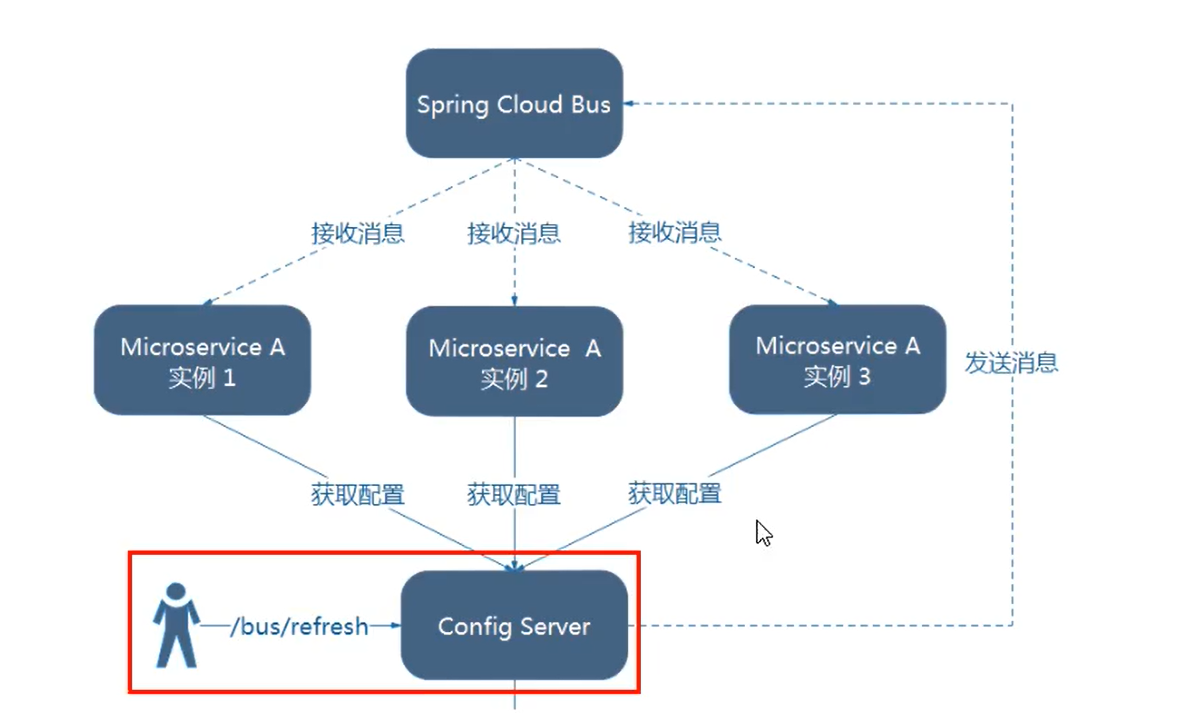 Spring Cloud Bus
接收消息
接收消息
接收消息
Microservice A
实例 1
Microservice A
实例 2
Microservice A
实例 3
发送消息
获取配置
获取配置
获取配置
/bus/refresh
Config Server